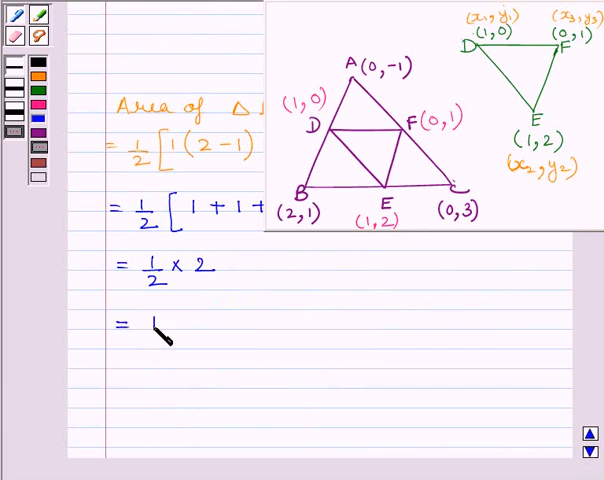 (x₁, y₁) (x₃, y₃)
(1, 0) (0, 1)
D F
E
(1, 2)
(x₂, y₂)
A (0, -1)
(1, 0)
D F (0, 1)
B E C
(2, 1) (1, 2) (0, 3)
Area of Δ
= 1/2 [ 1 ( 2 - 1 )
= 1/2 [ 1 + 1 +
= 1/2 × 2
= 1